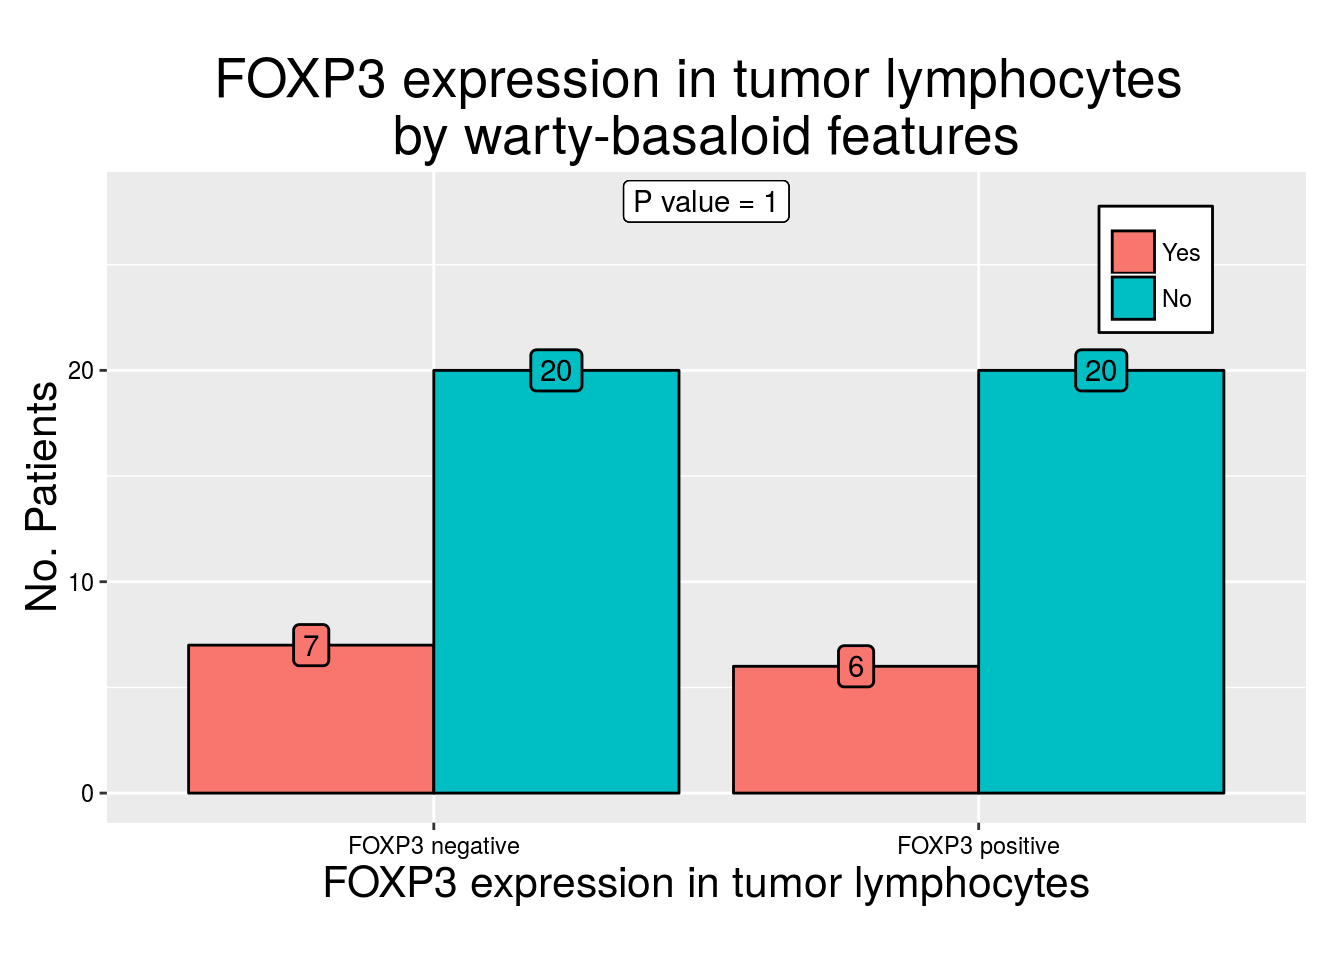 FOXP3 expression in tumor lymphocytes
by warty-basaloid features
P value = 1
Yes
No
No. Patients
20
10
0
7
20
6
20
FOXP3 negative
FOXP3 positive
FOXP3 expression in tumor lymphocytes